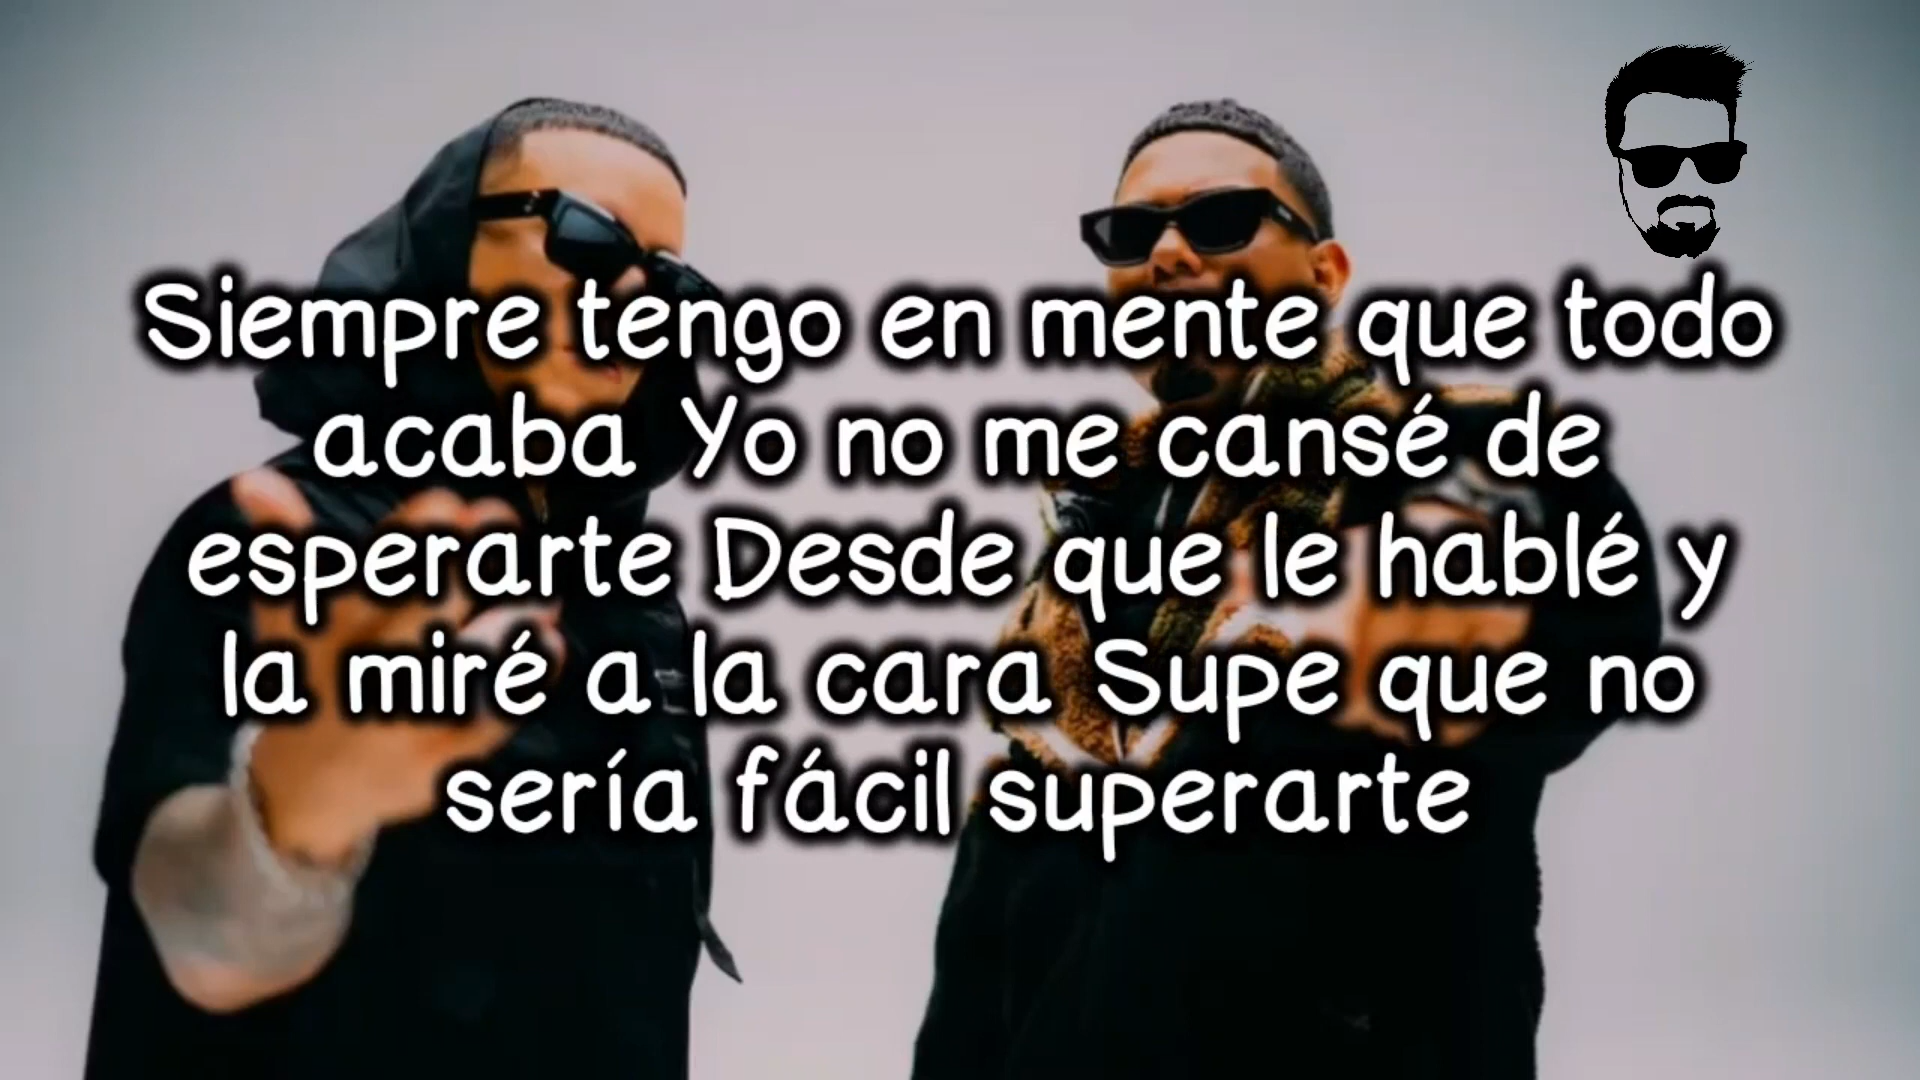 Siempre tengo en mente que todo
acaba Yo no me cansé de
esperarte Desde que le hablé y
la miré a la cara Supe que no
sería fácil superarte